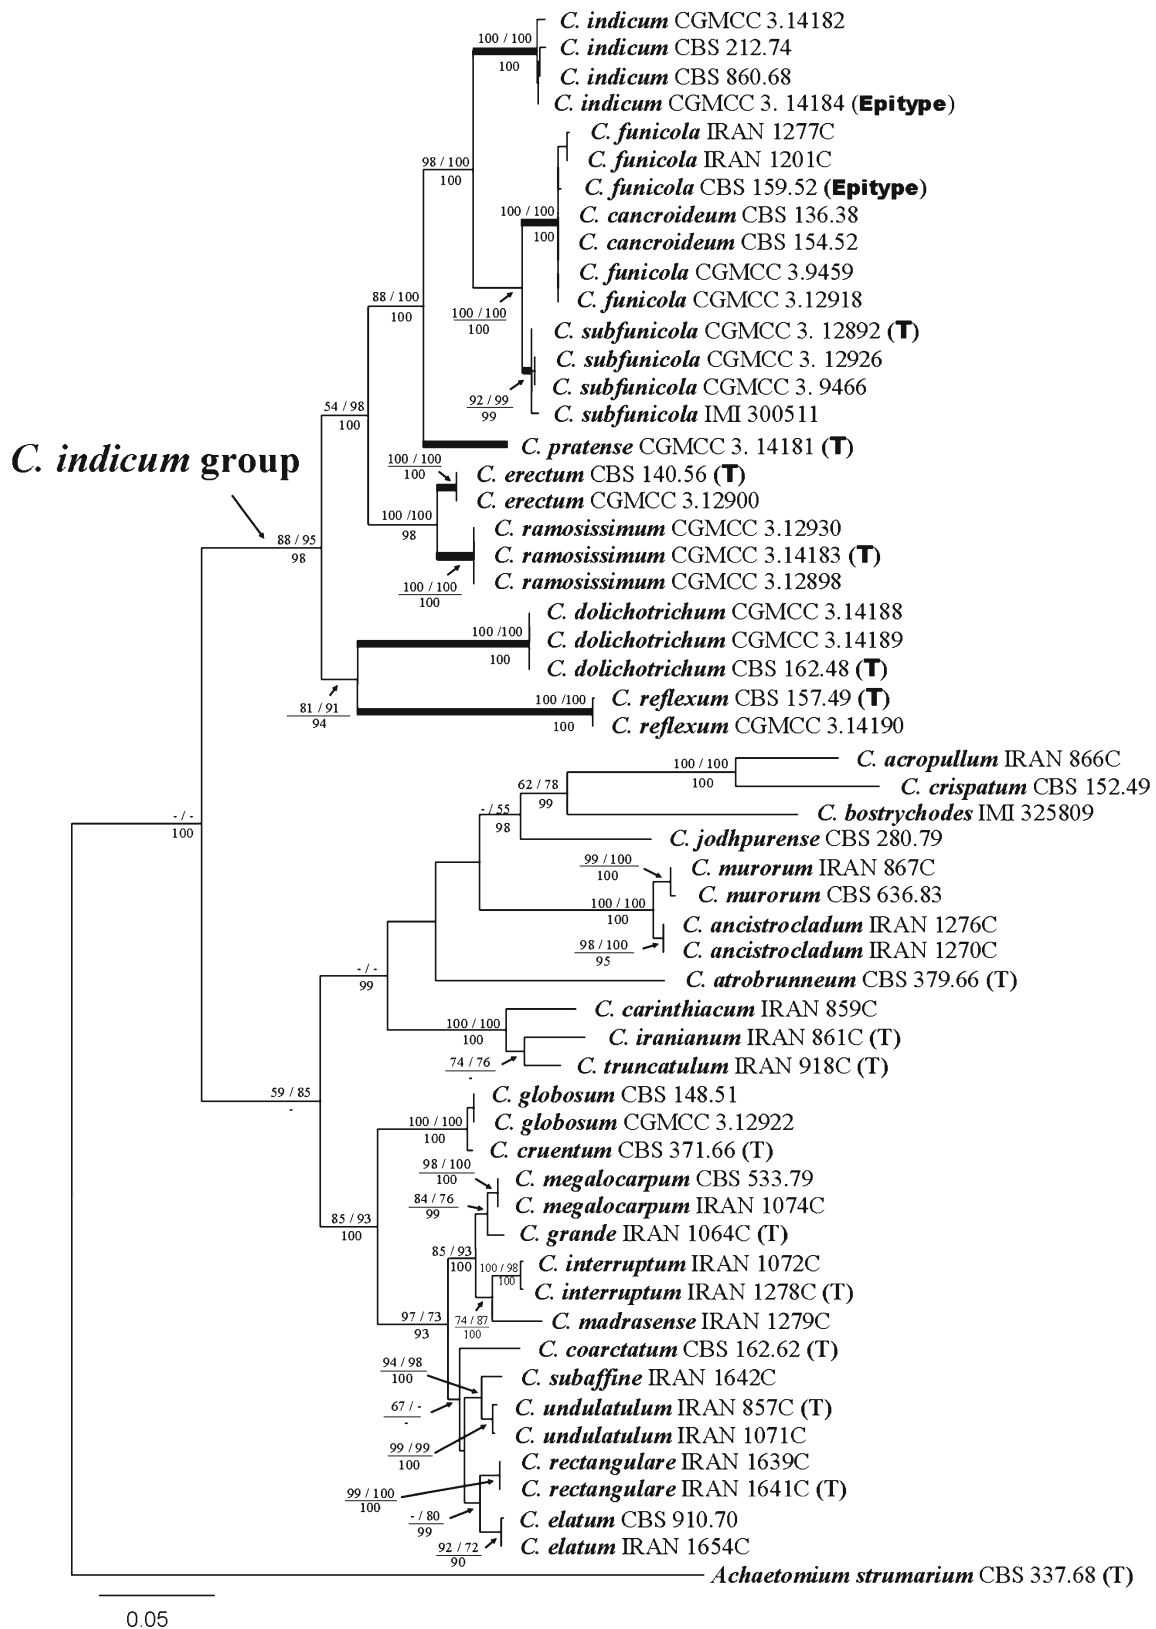 C. indicum CGMCC 3.14182
100 / 100
C. indicum CBS 212.74
100
C. indicum CBS 860.68
C. indicum CGMCC 3. 14184 (Epitype)
C. funicola IRAN 1277C
98 / 100
C. funicola IRAN 1201C
100
C. funicola CBS 159.52 (Epitype)
100 / 100
C. cancroideum CBS 136.38
100
C. cancroideum CBS 154.52
C. funicola CGMCC 3.9459
88 / 100
C. funicola CGMCC 3.12918
100
100 / 100
100
C. subfunicola CGMCC 3. 12892 (T)
C. subfunicola CGMCC 3. 12926
C. subfunicola CGMCC 3. 9466
54 / 98
92 / 99
C. subfunicola IMI 300511
100
99
C. pratense CGMCC 3. 14181 (T)
C. indicum group
100 / 100
100
C. erectum CBS 140.56 (T)
C. erectum CGMCC 3.12900
100 /100
98
C. ramosissimum CGMCC 3.12930
88 / 95
98
C. ramosissimum CGMCC 3.14183 (T)
C. ramosissimum CGMCC 3.12898
100 / 100
100
C. dolichotrichum CGMCC 3.14188
100 /100
C. dolichotrichum CGMCC 3.14189
100
C. dolichotrichum CBS 162.48 (T)
100 /100
C. reflexum CBS 157.49 (T)
81 / 91
94
100
C. reflexum CGMCC 3.14190
C. acropullum IRAN 866C
100 / 100
100
C. crispatum CBS 152.49
62 / 78
99
C. bostrychodes IMI 325809
- / 55
98
- / -
100
C. jodhpurense CBS 280.79
99 / 100
100
C. murorum IRAN 867C
C. murorum CBS 636.83
100 / 100
100
C. ancistrocladum IRAN 1276C
98 / 100
95
C. ancistrocladum IRAN 1270C
- / -
99
C. atrobrunneum CBS 379.66 (T)
C. carinthiacum IRAN 859C
100 / 100
100
C. iranianum IRAN 861C (T)
74 / 76
-
C. truncatulum IRAN 918C (T)
59 / 85
-
C. globosum CBS 148.51
100 / 100
100
C. globosum CGMCC 3.12922
C. cruentum CBS 371.66 (T)
98 / 100
100
C. megalocarpum CBS 533.79
84 / 76
99
C. megalocarpum IRAN 1074C
85 / 93
100
C. grande IRAN 1064C (T)
85 / 93
100
100 / 98
100
C. interruptum IRAN 1072C
C. interruptum IRAN 1278C (T)
97 / 73
93
74 / 87
100
C. madrasense IRAN 1279C
C. coarctatum CBS 162.62 (T)
94 / 98
100
C. subaffine IRAN 1642C
67 / -
-
C. undulatulum IRAN 857C (T)
C. undulatulum IRAN 1071C
99 / 99
100
C. rectangulare IRAN 1639C
99 / 100
100
C. rectangulare IRAN 1641C (T)
- / 80
99
C. elatum CBS 910.70
92 / 72
90
C. elatum IRAN 1654C
Achaetomium strumarium CBS 337.68 (T)
0.05